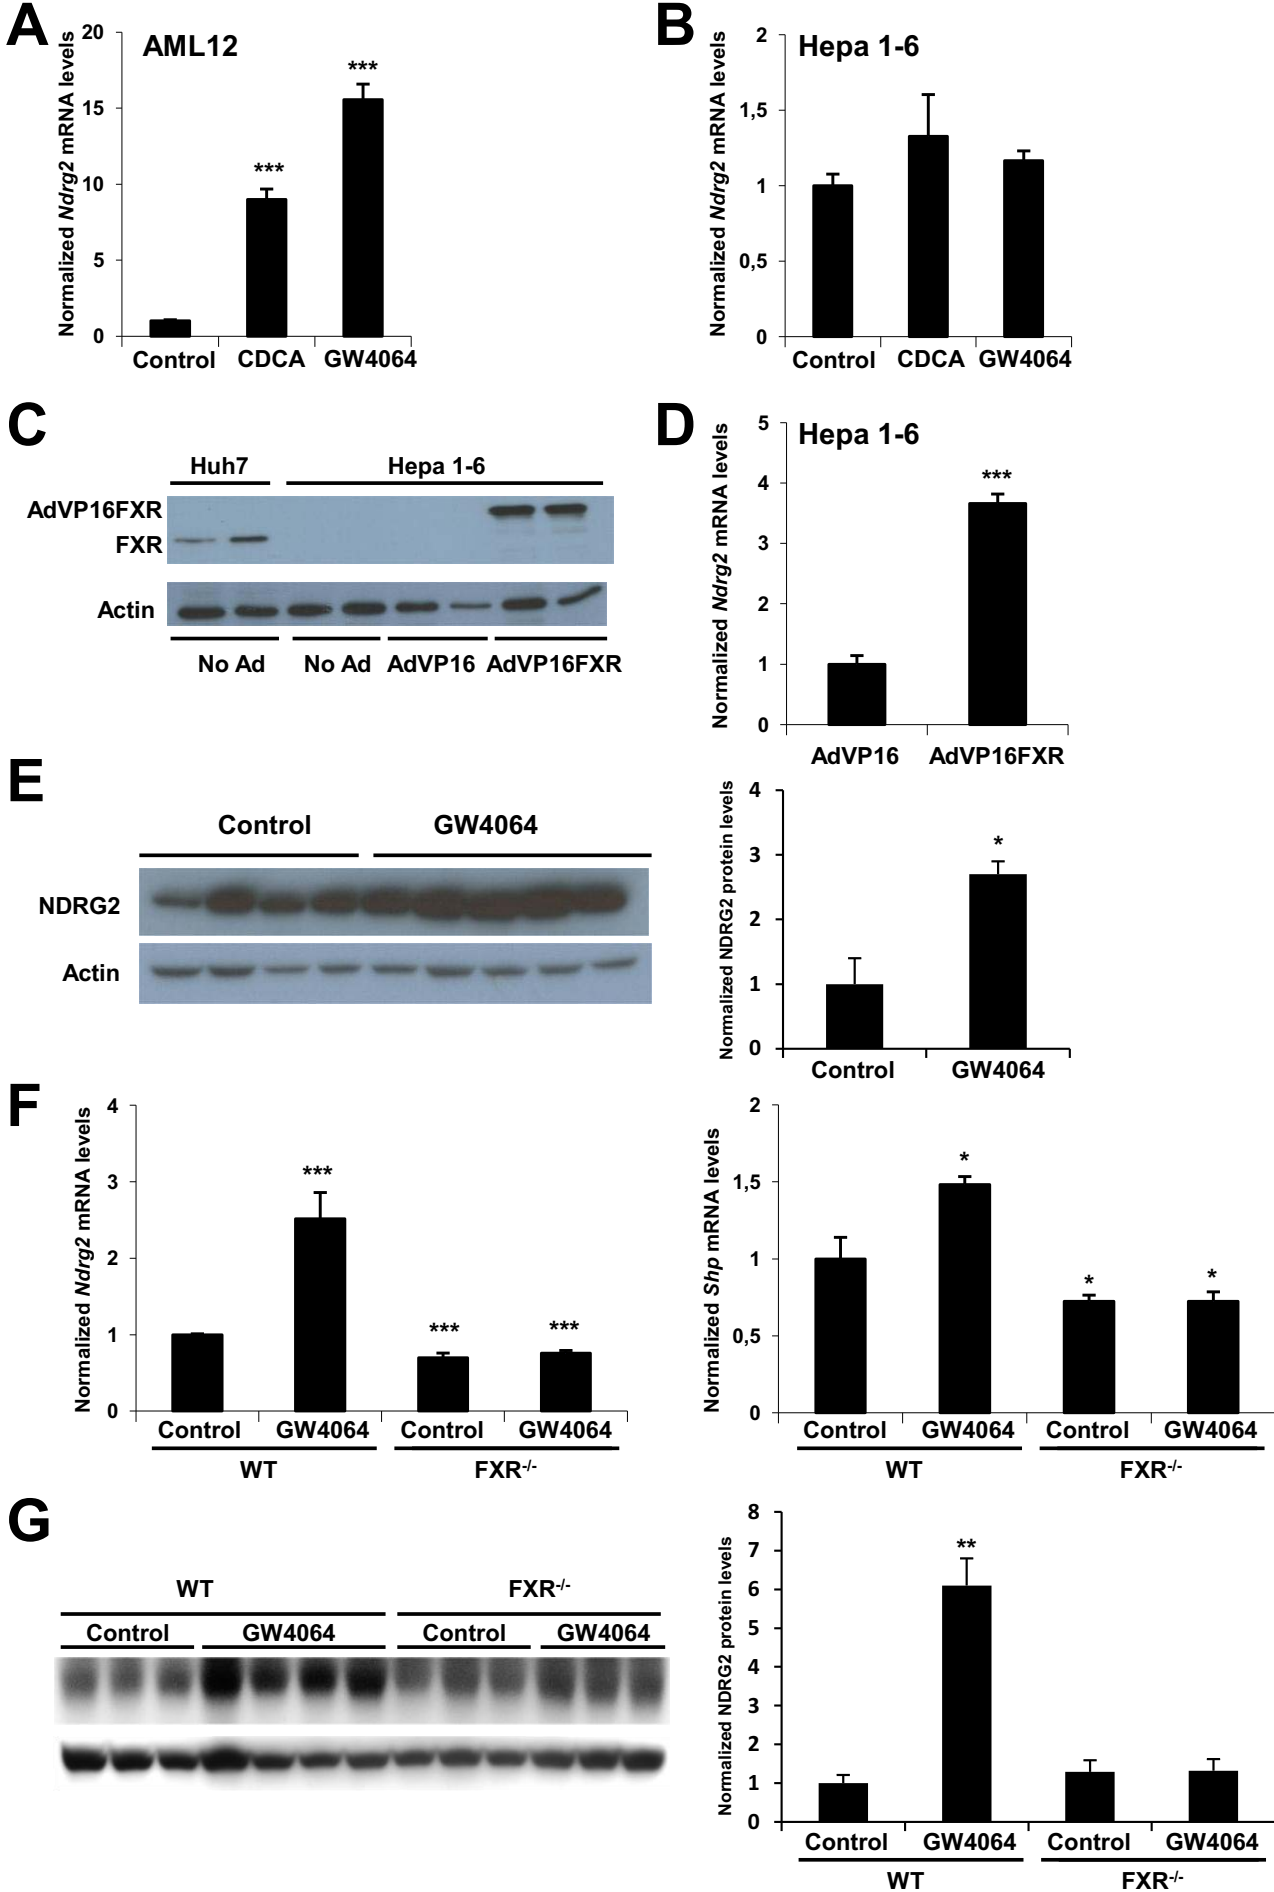 A
AML12
Normalized Ndrg2 mRNA levels
20
15
10
5
0
***
***
Control CDCA GW4064
B
Hepa 1-6
Normalized Ndrg2 mRNA levels
2
1,5
1
0,5
0
Control CDCA GW4064
C
Huh7 Hepa 1-6
AdVP16FXR
FXR
Actin
No Ad No Ad AdVP16 AdVP16FXR
D
Hepa 1-6
Normalized Ndrg2 mRNA levels
5
4
3
2
1
0
***
AdVP16 AdVP16FXR
E
Control GW4064
NDRG2
Actin
Normalized NDRG2 protein levels
4
3
2
1
0
*
Control GW4064
F
Normalized Ndrg2 mRNA levels
4
3
2
1
0
***
***
***
Control GW4064 Control GW4064
WT FXR-/-
Normalized Shp mRNA levels
2
1,5
1
0,5
0
*
*
*
Control GW4064 Control GW4064
WT FXR-/-
G
WT FXR-/-
Control GW4064 Control GW4064
Normalized NDRG2 protein levels
8
7
6
5
4
3
2
1
0
**
Control GW4064 Control GW4064
WT FXR-/-